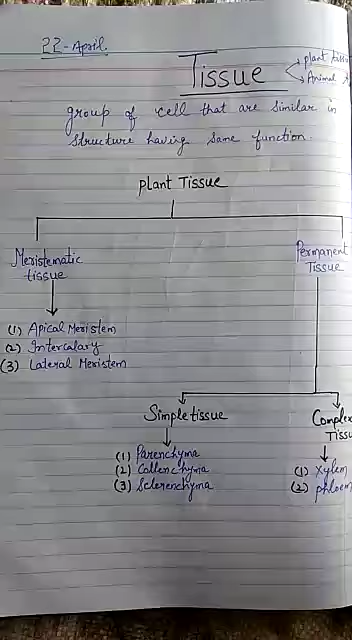 22-April.
Tissue
plant
Animal
group of cell that are similar in
structure having same function.
plant Tissue
Meristematic
tissue
Permanent
Tissue
(1) Apical Meristem
(2) Intercalary
(3) Lateral Meristem
Simple tissue
(1) Parenchyma
(2) Collenchyma
(3) Sclerenchyma
Complex
(1) Xylem
(2) phloem